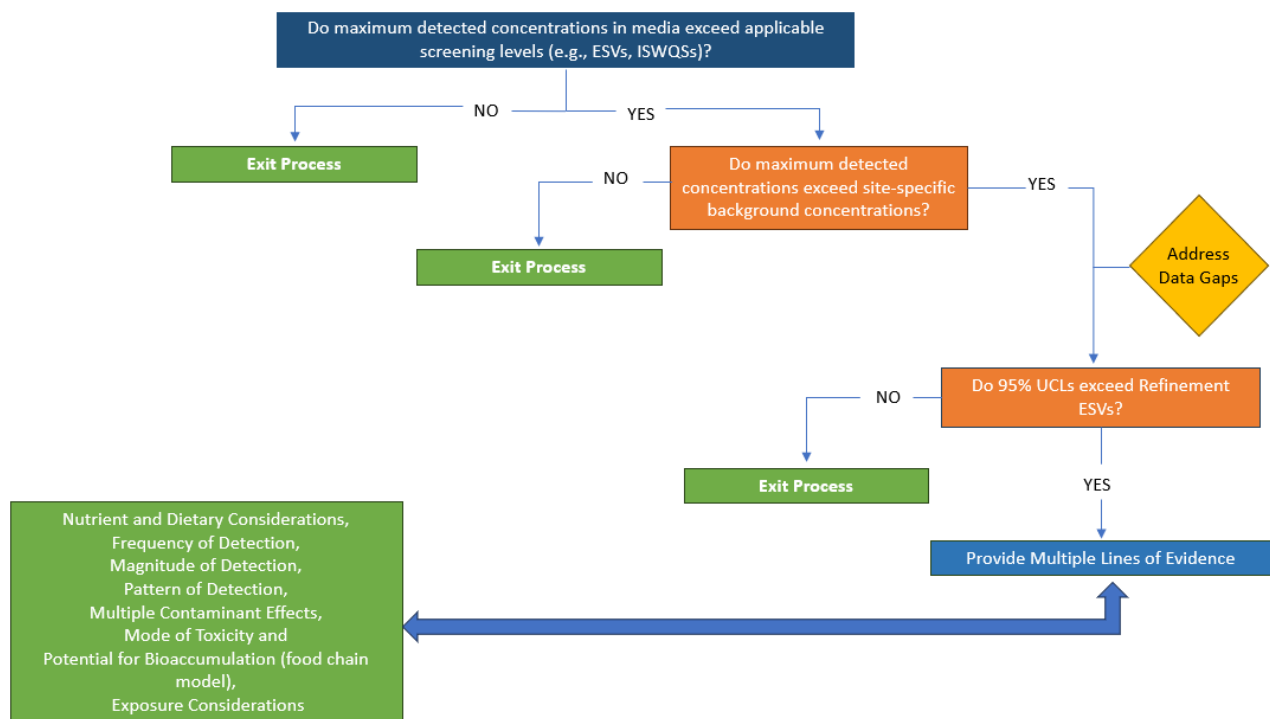 Do maximum detected concentrations in media exceed applicable
screening levels (e.g., ESVs, ISWQSs)?
NO
YES
Exit Process
Do maximum detected
concentrations exceed site-specific
background concentrations?
NO
YES
Exit Process
Address
Data Gaps
Do 95% UCLs exceed Refinement
ESVs?
NO
YES
Exit Process
Provide Multiple Lines of Evidence
Nutrient and Dietary Considerations,
Frequency of Detection,
Magnitude of Detection,
Pattern of Detection,
Multiple Contaminant Effects,
Mode of Toxicity and
Potential for Bioaccumulation (food chain
model),
Exposure Considerations